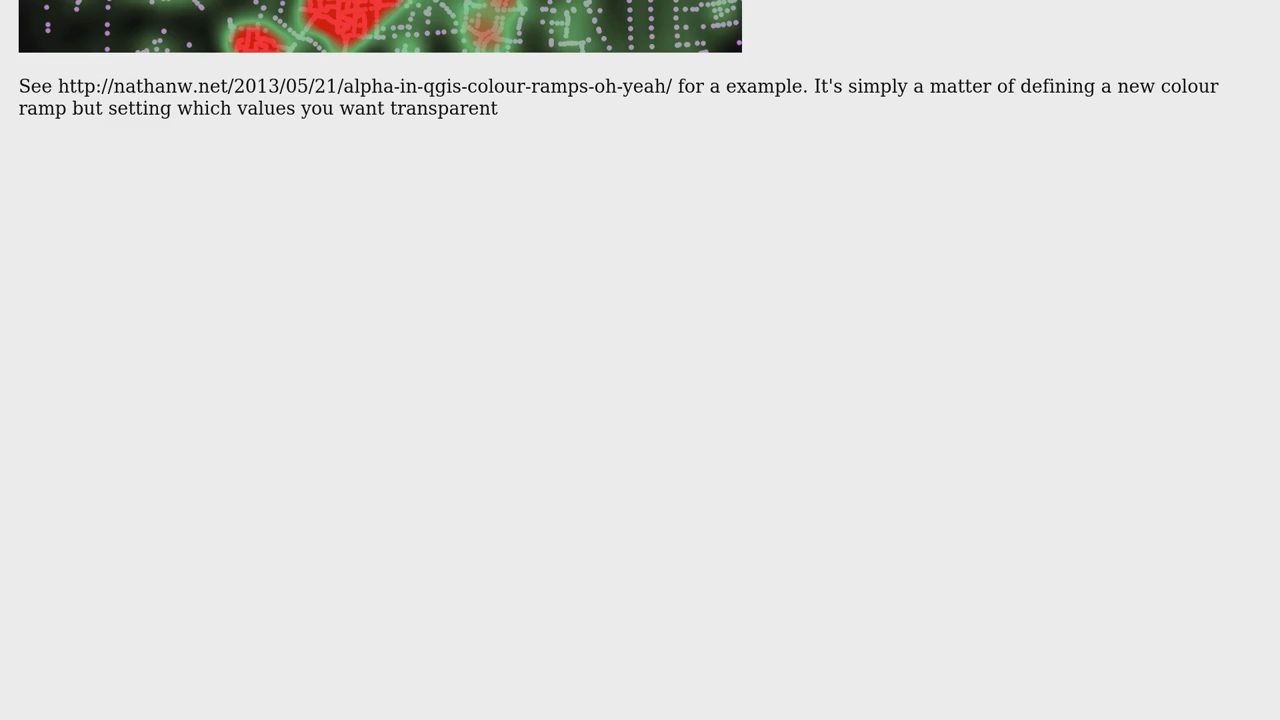 See http://nathanw.net/2013/05/21/alpha-in-qgis-colour-ramps-oh-yeah/ for a example. It's simply a matter of defining a new colour
ramp but setting which values you want transparent